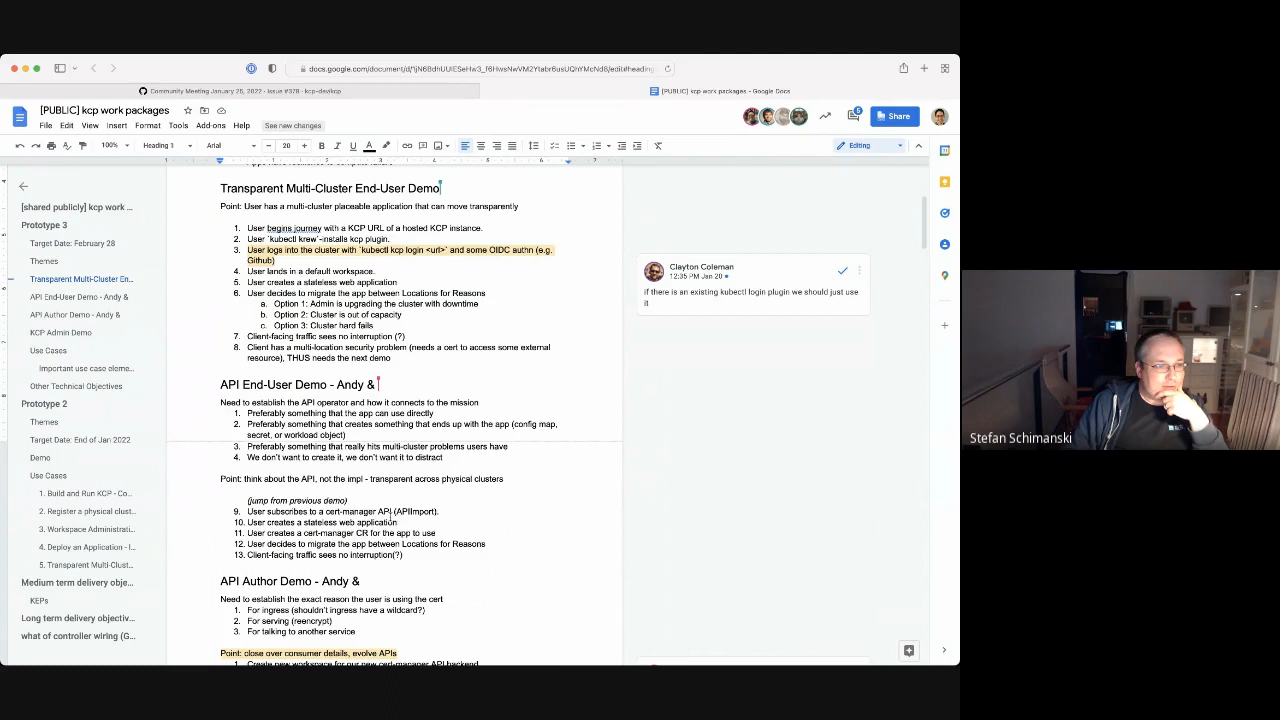 Community Meeting January 25, 2022 · Issue #378 · kcp-dev/kcp
[PUBLIC] kcp work packages - Google Docs
[PUBLIC] kcp work packages
File Edit View Insert Format Tools Add-ons Help See new changes
Share
100% Heading 1 Arial 20 Editing
[shared publicly] kcp work ...
Prototype 3
Target Date: February 28
Themes
Transparent Multi-Cluster En...
API End-User Demo - Andy &
API Author Demo - Andy &
KCP Admin Demo
Use Cases
Important use case eleme...
Other Technical Objectives
Prototype 2
Themes
Target Date: End of Jan 2022
Demo
Use Cases
1. Build and Run KCP - Co...
2. Register a physical clust...
3. Workspace Administrati...
4. Deploy an Application - I...
5. Transparent Multi-Clust...
Medium term delivery obje...
KEPs
Long term delivery objectiv...
what of controller wiring (G...
Transparent Multi-Cluster End-User Demo
Point: User has a multi-cluster placeable application that can move transparently
1. User begins journey with a KCP URL of a hosted KCP instance.
2. User `kubectl krew`-installs kcp plugin.
3. User logs into the cluster with `kubectl kcp login <url>` and some OIDC authn (e.g.
Github)
4. User lands in a default workspace.
5. User creates a stateless web application
6. User decides to migrate the app between Locations for Reasons
a. Option 1: Admin is upgrading the cluster with downtime
b. Option 2: Cluster is out of capacity
c. Option 3: Cluster hard fails
7. Client-facing traffic sees no interruption (?)
8. Client has a multi-location security problem (needs a cert to access some external
resource), THUS needs the next demo
API End-User Demo - Andy &
Need to establish the API operator and how it connects to the mission
1. Preferably something that the app can use directly
2. Preferably something that creates something that ends up with the app (config map,
secret, or workload object)
3. Preferably something that really hits multi-cluster problems users have
4. We don't want to create it, we don't want it to distract
Point: think about the API, not the impl - transparent across physical clusters
(jump from previous demo)
9. User subscribes to a cert-manager API (APIImport).
10. User creates a stateless web application
11. User creates a cert-manager CR for the app to use
12. User decides to migrate the app between Locations for Reasons
13. Client-facing traffic sees no interruption(?)
API Author Demo - Andy &
Need to establish the exact reason the user is using the cert
1. For ingress (shouldn't ingress have a wildcard?)
2. For serving (reencrypt)
3. For talking to another service
Point: close over consumer details, evolve APIs
1. Create new workspace for our new cert-manager API backend
Clayton Coleman
12:35 PM Jan 20
if there is an existing kubectl login plugin we should just use
it
Stefan Schimanski